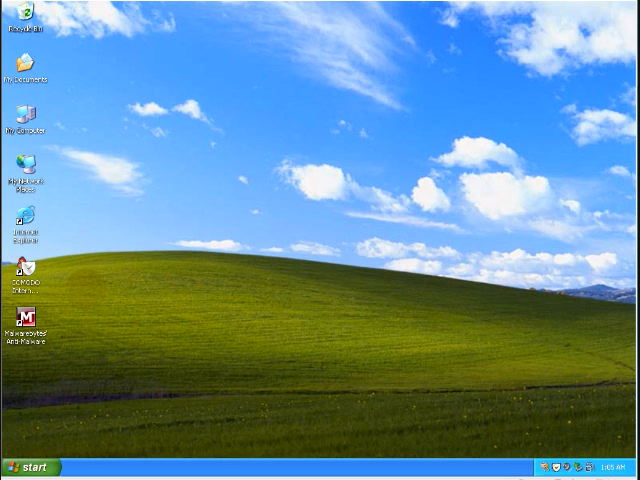 Recycle Bin
My Documents
My Computer
My Network
Places
Internet
Explorer
COMODO
Intern...
Malwarebytes'
Anti-Malware
start
1:05 AM